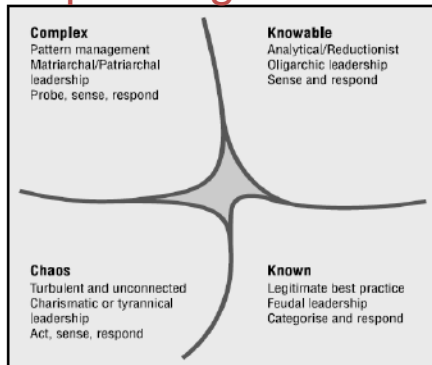 Complex
Pattern management
Matriarchal/Patriarchal
leadership
Probe, sense, respond
Knowable
Analytical/Reductionist
Oligarchic leadership
Sense and respond
Chaos
Turbulent and unconnected
Charismatic or tyrannical
leadership
Act, sense, respond
Known
Legitimate best practice
Feudal leadership
Categorise and respond